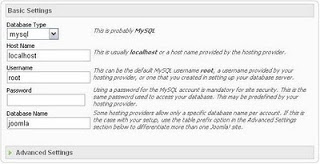 Basic Settings
Database Type
mysql
This is probably MySQL
Host Name
localhost
This is usually localhost or a host name provided by the hosting provider.
Username
root
This can be the default MySQL username root, a username provided by
your hosting provider, or one that you created in setting up your database server.
Password
Using a password for the MySQL account is mandatory for site security. This is the
same password used to access your database. This may be predefined by your
hosting provider.
Database Name
joomla
Some hosting providers allow only a specific database name per account. If this is
the case with your setup, use the table prefix option in the Advanced Settings
section below to differentiate more than one Joomla! site.
Advanced Settings